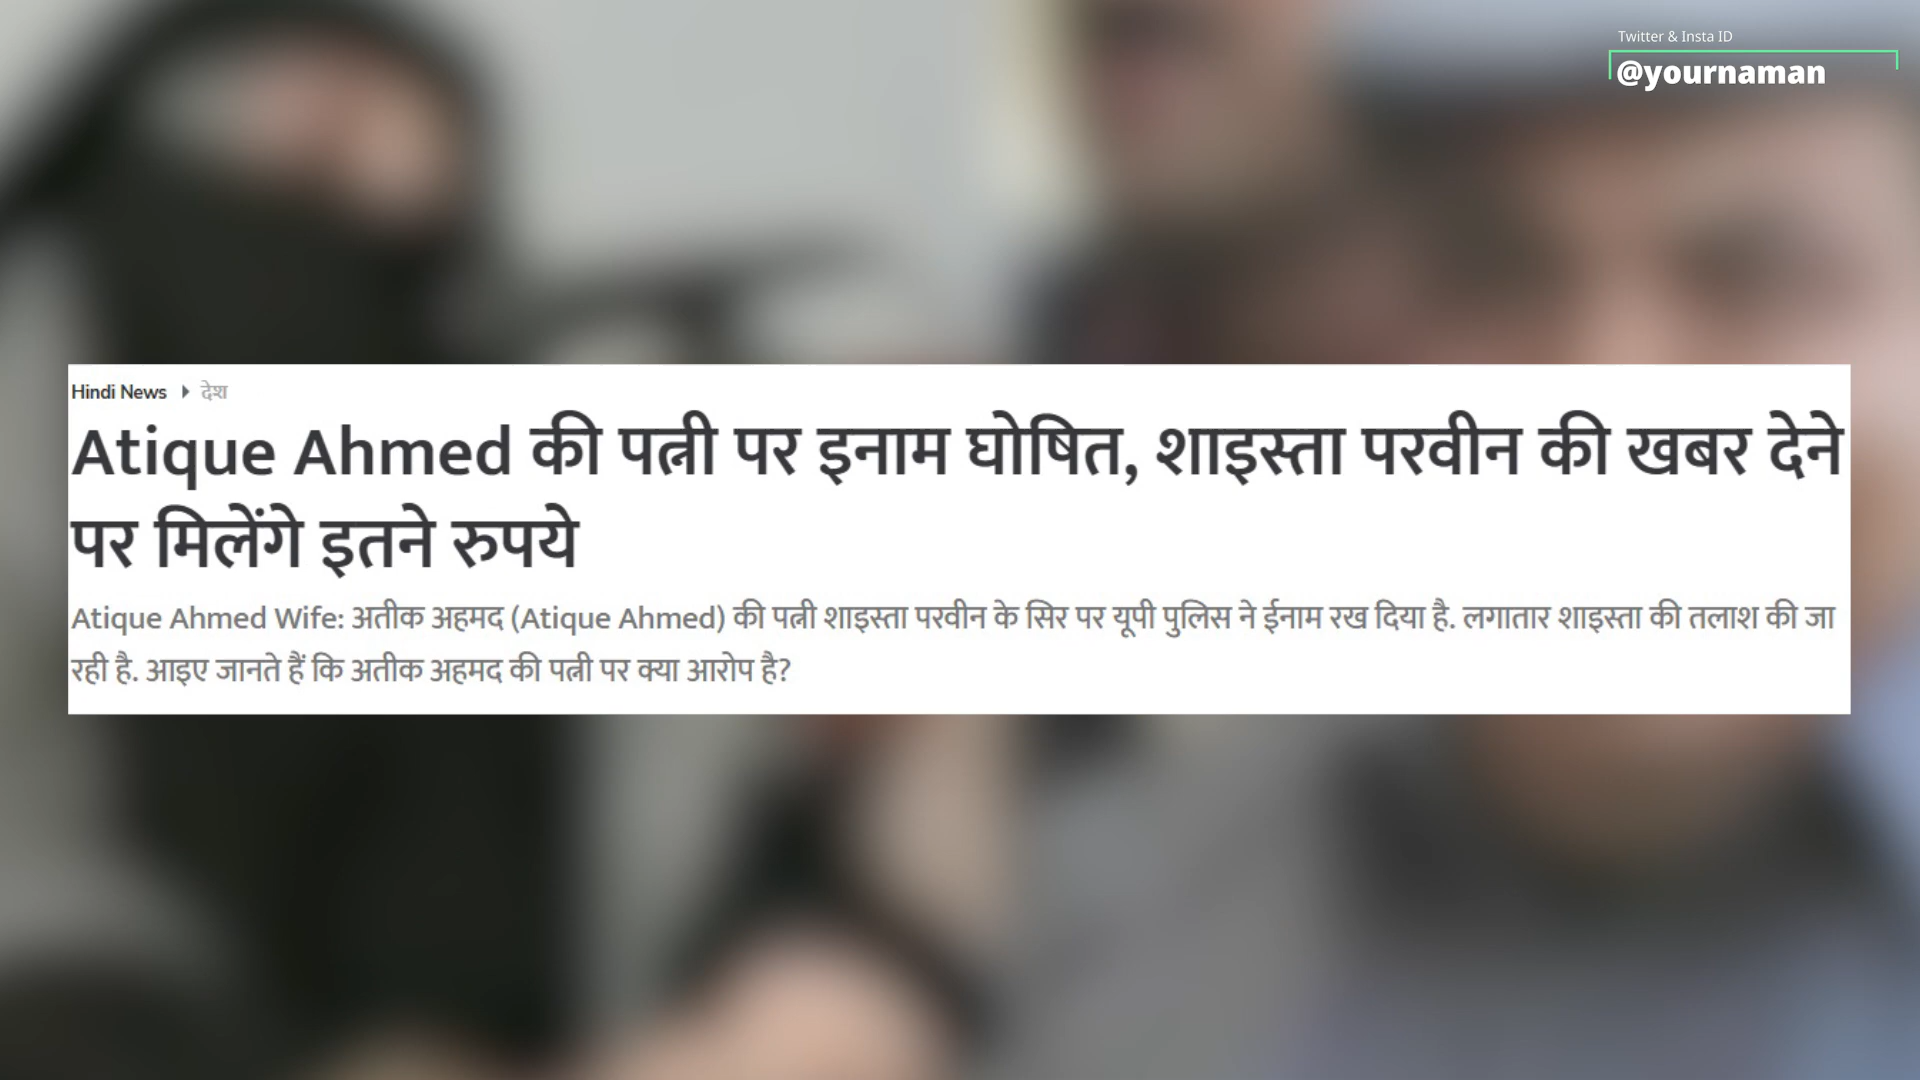 Twitter & Insta ID
@yournaman
Hindi News ▸ देश
Atique Ahmed की पत्नी पर इनाम घोषित, शाइस्ता परवीन की खबर देने
पर मिलेंगे इतने रुपये
Atique Ahmed Wife: अतीक अहमद (Atique Ahmed) की पत्नी शाइस्ता परवीन के सिर पर यूपी पुलिस ने ईनाम रख दिया है. लगातार शाइस्ता की तलाश की जा
रही है. आइए जानते हैं कि अतीक अहमद की पत्नी पर क्या आरोप है?